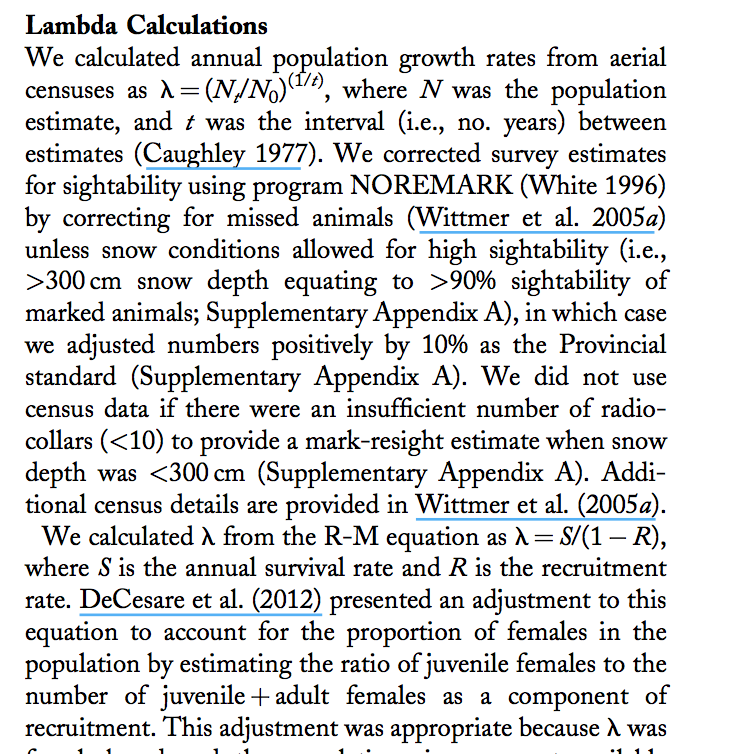 Lambda Calculations
We calculated annual population growth rates from aerial
censuses as λ = (Nt/N0)(1/t), where N was the population
estimate, and t was the interval (i.e., no. years) between
estimates (Caughley 1977). We corrected survey estimates
for sightability using program NOREMARK (White 1996)
by correcting for missed animals (Wittmer et al. 2005a)
unless snow conditions allowed for high sightability (i.e.,
>300 cm snow depth equating to >90% sightability of
marked animals; Supplementary Appendix A), in which case
we adjusted numbers positively by 10% as the Provincial
standard (Supplementary Appendix A). We did not use
census data if there were an insufficient number of radio-
collars (<10) to provide a mark-resight estimate when snow
depth was <300 cm (Supplementary Appendix A). Addi-
tional census details are provided in Wittmer et al. (2005a).
We calculated λ from the R-M equation as λ = S/(1 – R),
where S is the annual survival rate and R is the recruitment
rate. DeCesare et al. (2012) presented an adjustment to this
equation to account for the proportion of females in the
population by estimating the ratio of juvenile females to the
number of juvenile + adult females as a component of
recruitment. This adjustment was appropriate because λ was